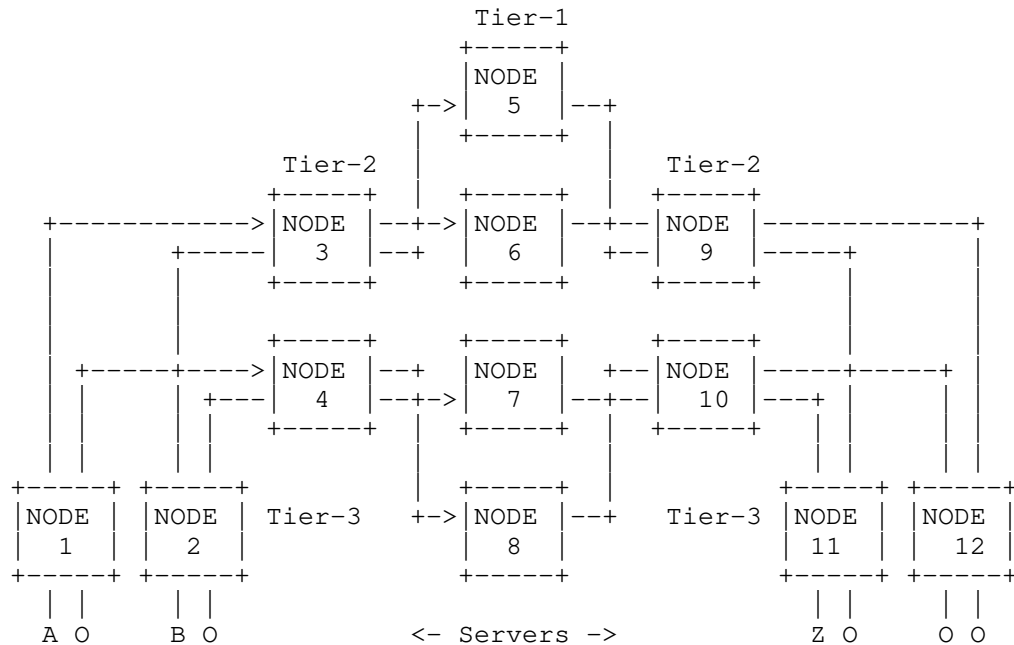 Tier-1
NODE
5
Tier-2 Tier-2
NODE NODE NODE
3 6 9
NODE NODE NODE
4 7 10
NODE NODE Tier-3 NODE Tier-3 NODE NODE
1 2 8 11 12
A O B O <- Servers -> Z O O O